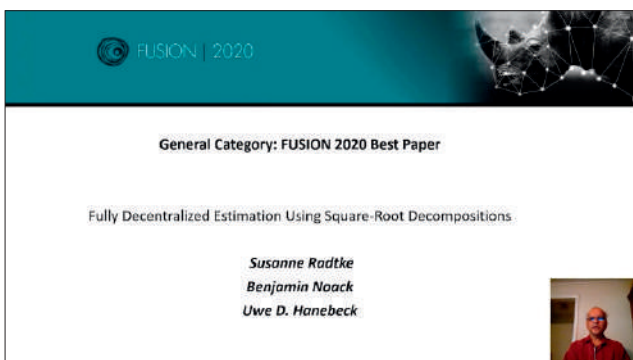 FUSION | 2020
General Category: FUSION 2020 Best Paper
Fully Decentralized Estimation Using Square-Root Decompositions
Susanne Radtke
Benjamin Noack
Uwe D. Hanebeck